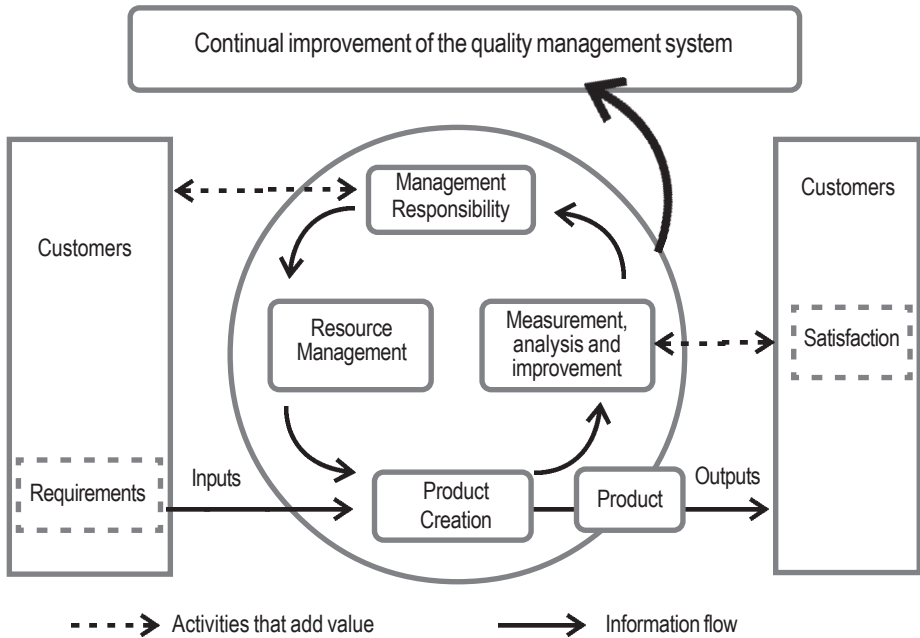 Continual improvement of the quality management system
Customers
Requirements
Inputs
Management
Responsibility
Resource
Management
Measurement,
analysis and
improvement
Product
Creation
Product
Outputs
Customers
Satisfaction
Activities that add value
Information flow